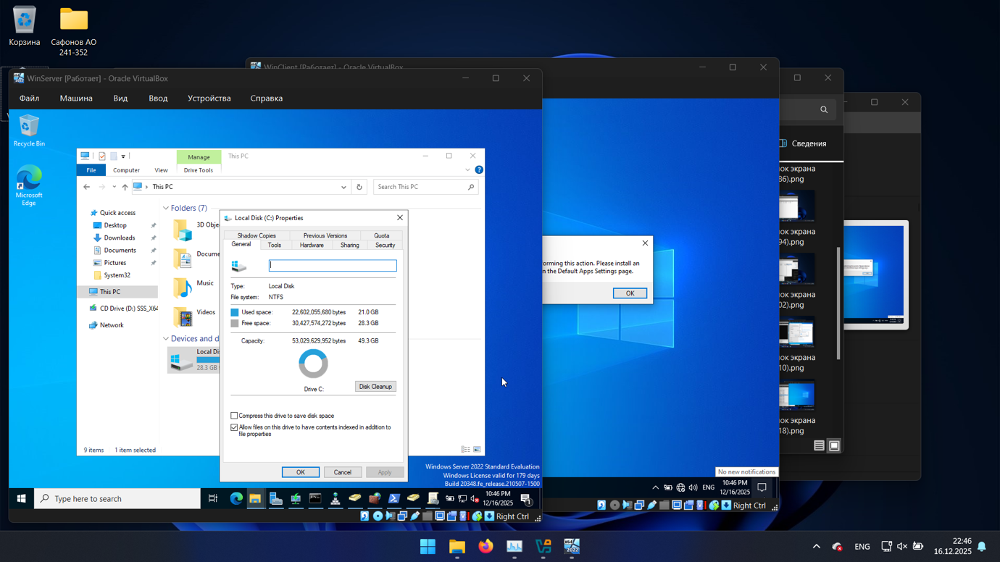 Корзина
Сафонов АО
241-352
WinServer [Работает] - Oracle VirtualBox
Файл
Машина
Вид
Ввод
Устройства
Справка
Recycle Bin
Microsoft
Edge
Manage
This PC
File
Computer
View
Drive Tools
This PC
Search This PC
Quick access
Desktop
Downloads
Documents
Pictures
System32
This PC
CD Drive (D:) SSS_X64
Network
Folders (7)
3D Obje
Docume
Music
Videos
Devices and d
Local Dis
28.3 GB
9 items
1 item selected
Local Disk (C:) Properties
Shadow Copies
Previous Versions
Quota
General
Tools
Hardware
Sharing
Security
Type:
Local Disk
File system:
NTFS
Used space:
22,602,055,680 bytes
21.0 GB
Free space:
30,427,574,272 bytes
28.3 GB
Capacity:
53,029,629,952 bytes
49.3 GB
Drive C:
Disk Cleanup
Compress this drive to save disk space
Allow files on this drive to have contents indexed in addition to
file properties
OK
Cancel
Apply
Windows Server 2022 Standard Evaluation
Windows License valid for 179 days
Build 20348.fe_release.210507-1500
Type here to search
10:46 PM
12/16/2025
1
Right Ctrl
WinClient [Работает] - Oracle VirtualBox
orming this action. Please install an
n the Default Apps Settings page.
OK
No new notifications
ENG
10:46 PM
12/16/2025
Right Ctrl
Сведения
ок экрана
86).png
ок экрана
94).png
ок экрана
02).png
ок экрана
10).png
ок экрана
18).png
X64
2022
ENG
22:46
16.12.2025